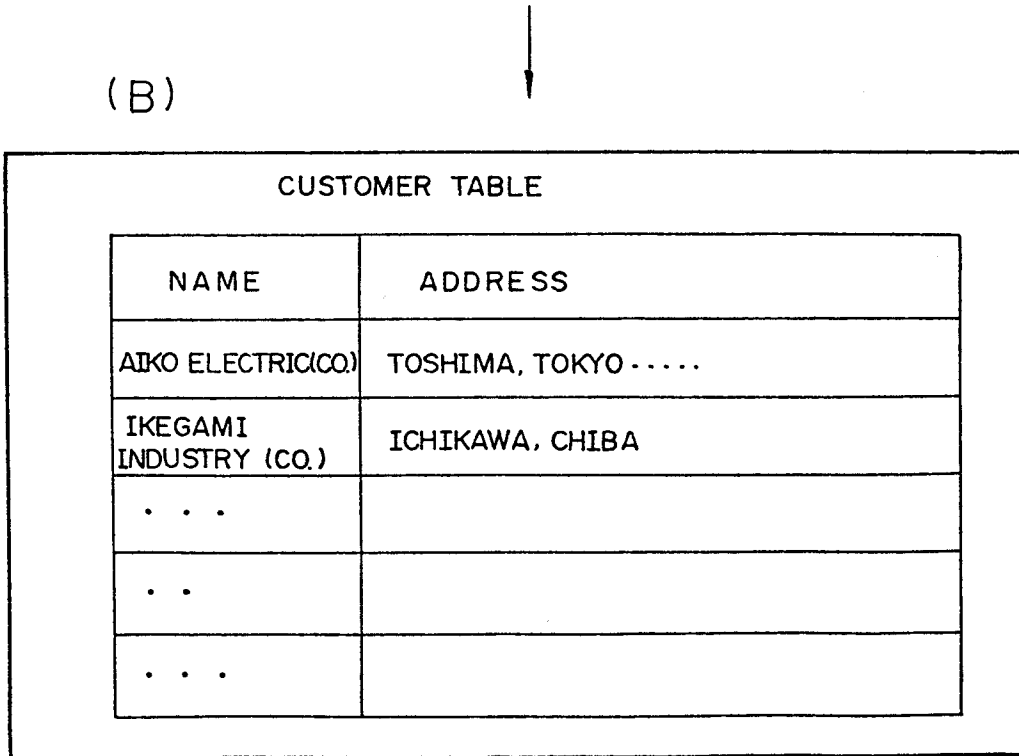 (B)
CUSTOMER TABLE
NAME ADDRESS
AIKO ELECTRIC(CO.) TOSHIMA, TOKYO .....
IKEGAMI
INDUSTRY (CO.) ICHIKAWA, CHIBA
. . .
. .
. . .